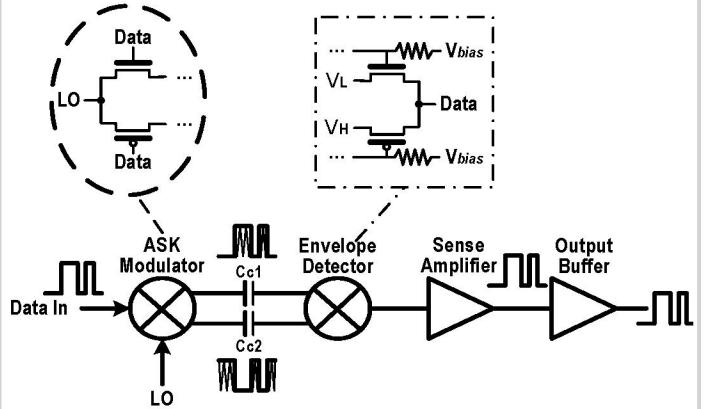 Data
LO
Data
... 
...
... Vbias
VL
Data
VH
... Vbias
ASK
Modulator
Envelope
Detector
Sense
Amplifier
Output
Buffer
Cc1
Data In
Cc2
LO